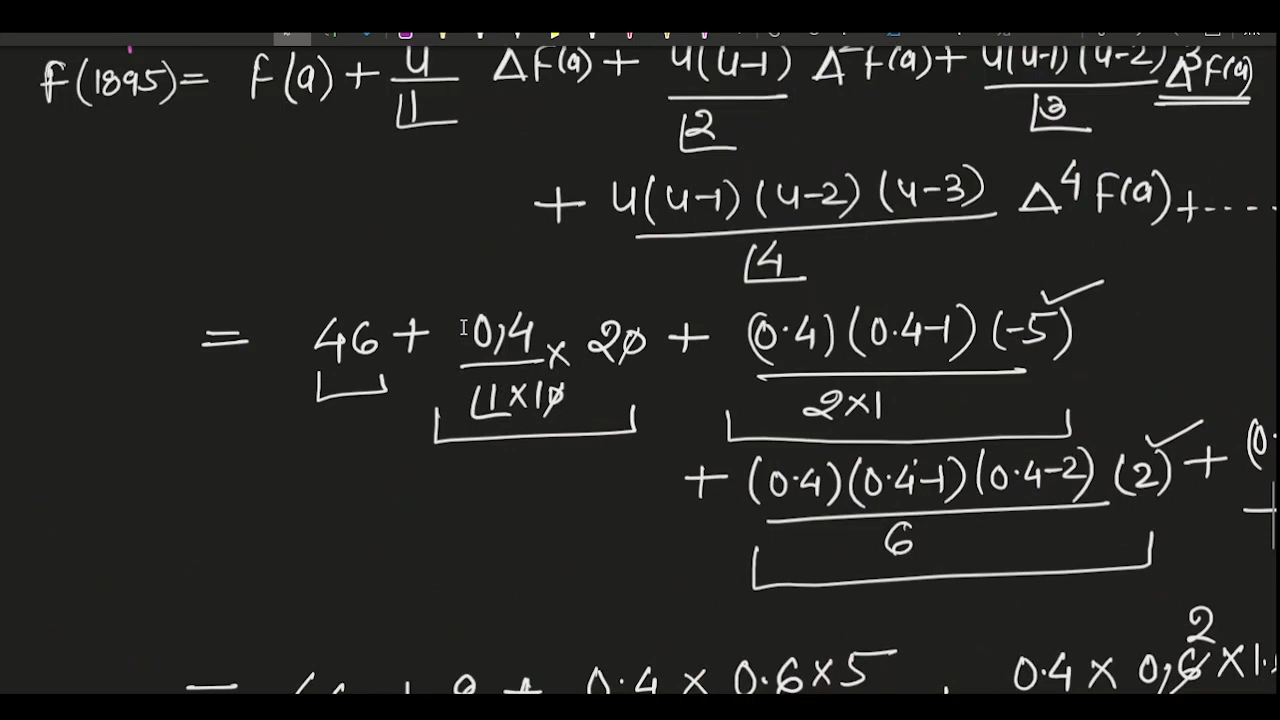 F(1895) = F(a) + u/⌊1 ΔF(a) + u(u-1)/⌊2 Δ²F(a) + u(u-1)(u-2)/⌊3 Δ³F(a)
+ u(u-1)(u-2)(u-3)/⌊4 Δ⁴F(a) + ....
= 46 + 0.4/(⌊1×10) × 20 + (0.4)(0.4-1)(-5)/(2×1)
+ (0.4)(0.4-1)(0.4-2)(2)/6 + (0.
0.4 × 0.6×5 0.4 × 0.6 2 ×1.